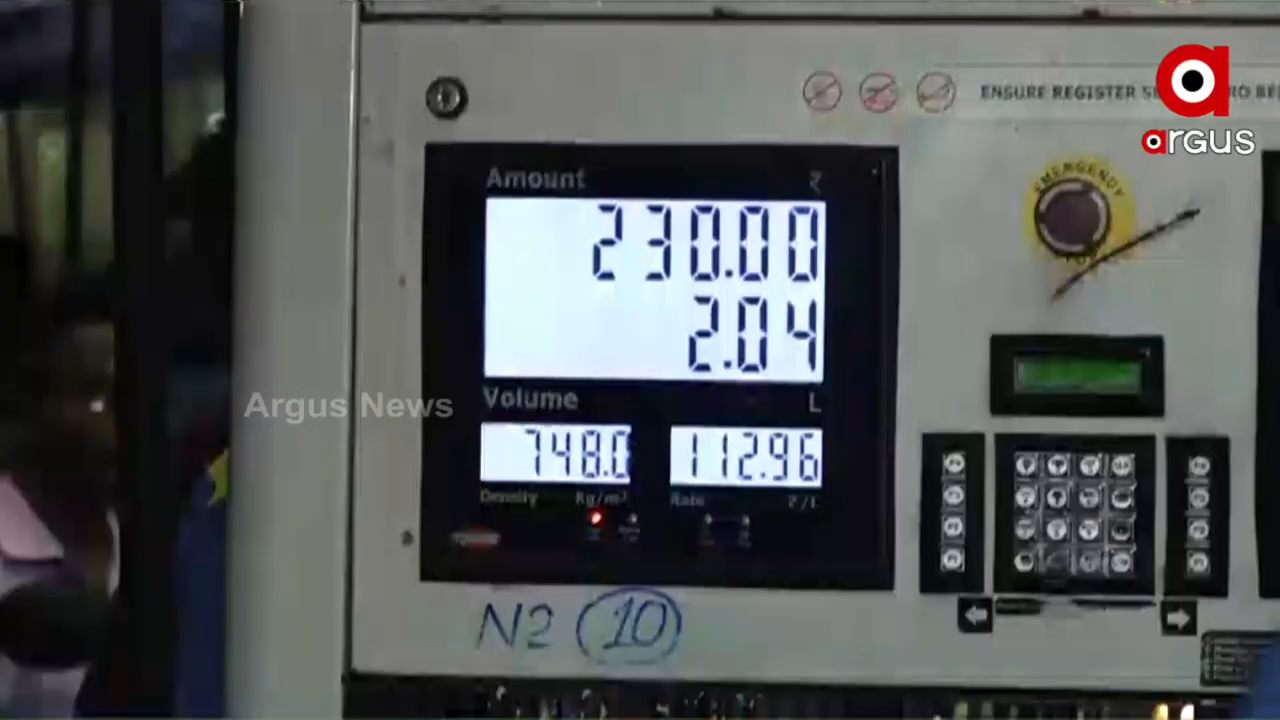 ENSURE REGISTER
argus
Amount ₹
EMERGENCY
230.00
2.04
Argus News
Volume L
748.0 112.96
Density Kg/m³ Rate ₹/L
N2 10